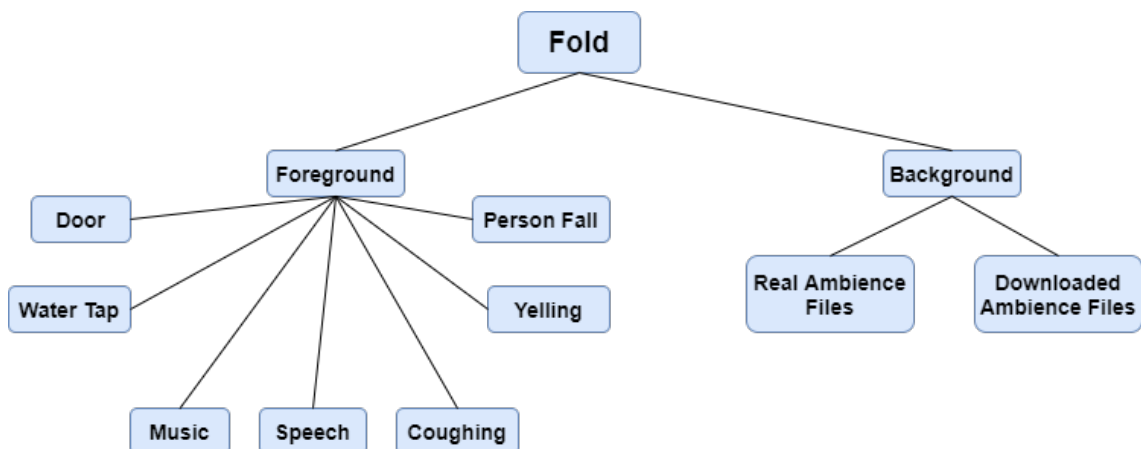 Fold
Foreground
Background
Door
Person Fall
Water Tap
Yelling
Real Ambience
Files
Downloaded
Ambience Files
Music
Speech
Coughing